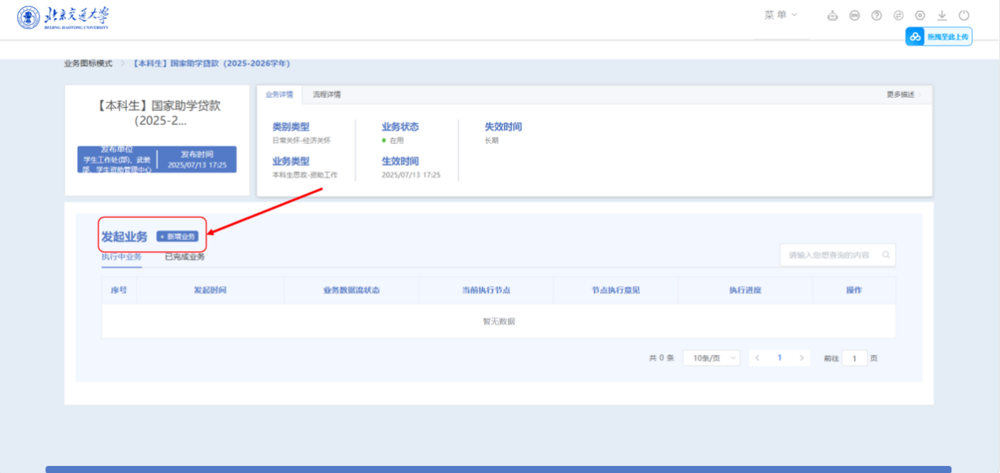 北京交通大学
BEIJING JIAOTONG UNIVERSITY
菜单
拖拽至此上传
业务图标模式 > 【本科生】国家助学贷款（2025-2026学年）
【本科生】国家助学贷款
（2025-2...
发布单位
学生工作处(部)、武装
部、学生资助管理中心
发布时间
2025/07/13 17:25
业务详情 流程详情 更多描述
类别类型 业务状态 失效时间
日常关怀-经济关怀 在用 长期
业务类型 生效时间
本科生思政-资助工作 2025/07/13 17:25
发起业务 + 新增业务
执行中业务 已完成业务
请输入您想查询的内容
序号 发起时间 业务数据流状态 当前执行节点 节点执行意见 执行进度 操作
暂无数据
共 0 条 10条/页 < 1 > 前往 1 页